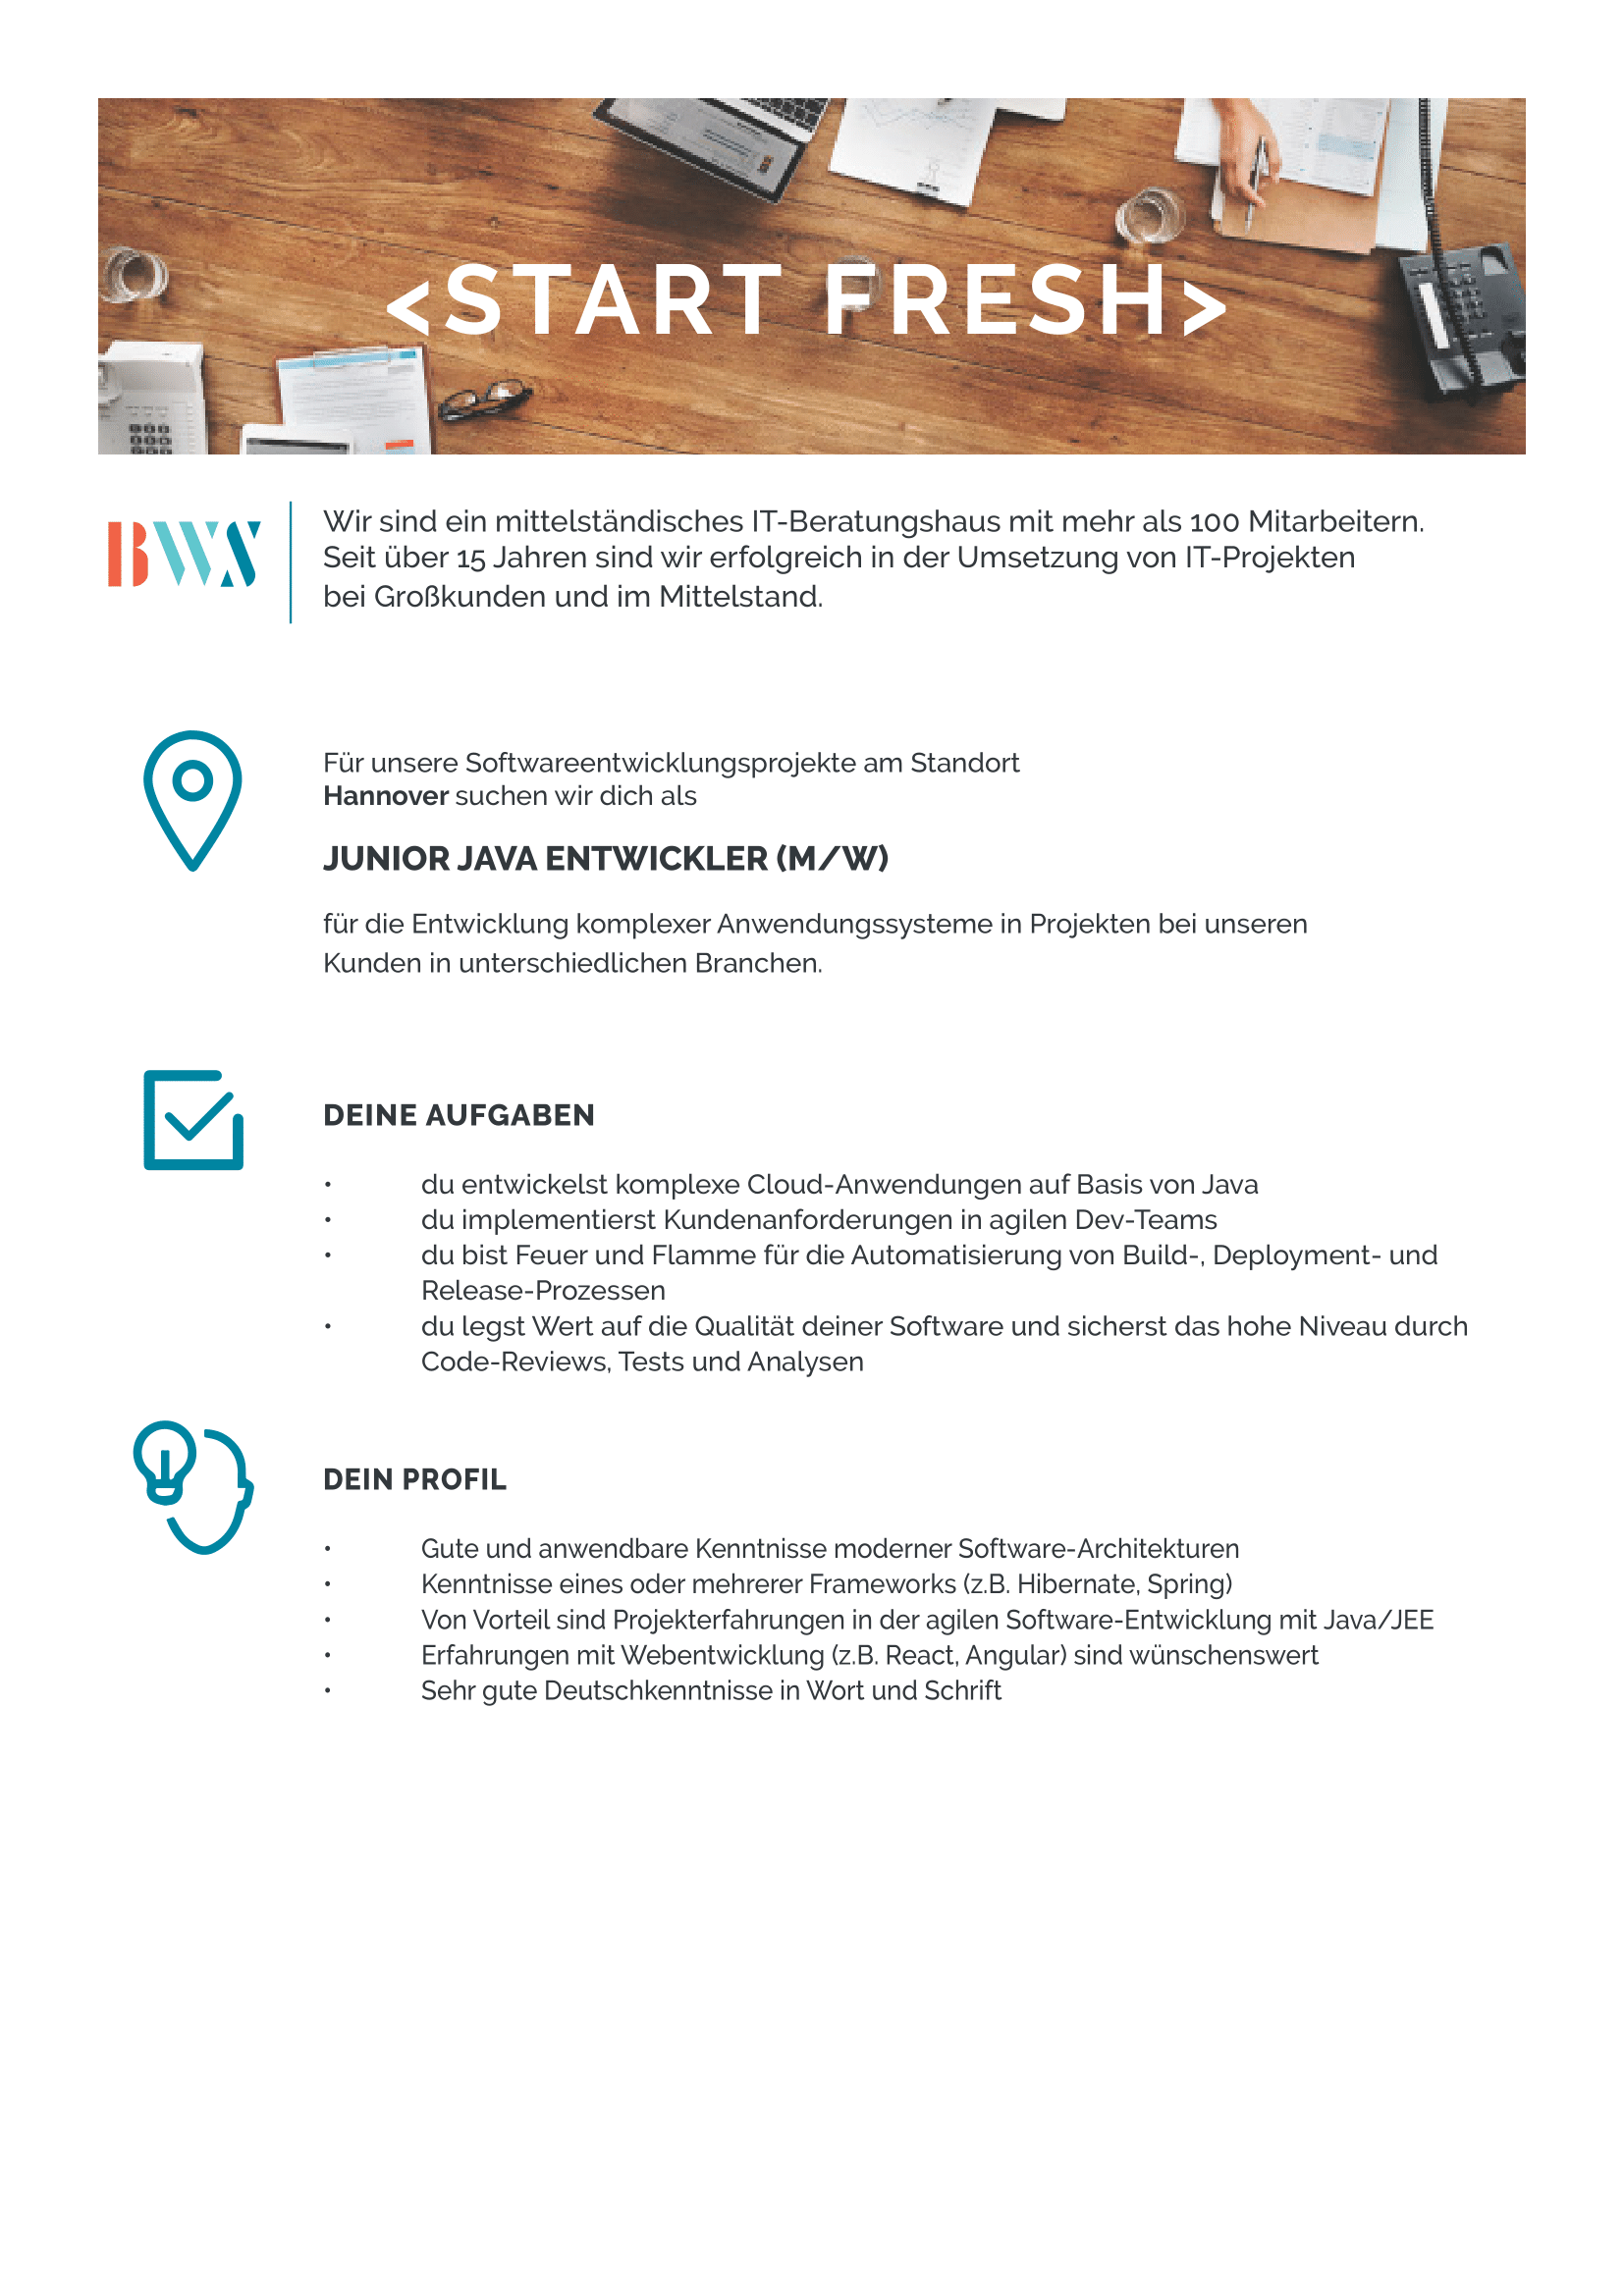 <START FRESH>
BWS
Wir sind ein mittelständisches IT-Beratungshaus mit mehr als 100 Mitarbeitern.
Seit über 15 Jahren sind wir erfolgreich in der Umsetzung von IT-Projekten
bei Großkunden und im Mittelstand.
Für unsere Softwareentwicklungsprojekte am Standort
Hannover suchen wir dich als
JUNIOR JAVA ENTWICKLER (M/W)
für die Entwicklung komplexer Anwendungssysteme in Projekten bei unseren
Kunden in unterschiedlichen Branchen.
DEINE AUFGABEN
• du entwickelst komplexe Cloud-Anwendungen auf Basis von Java
• du implementierst Kundenanforderungen in agilen Dev-Teams
• du bist Feuer und Flamme für die Automatisierung von Build-, Deployment- und
Release-Prozessen
• du legst Wert auf die Qualität deiner Software und sicherst das hohe Niveau durch
Code-Reviews, Tests und Analysen
DEIN PROFIL
• Gute und anwendbare Kenntnisse moderner Software-Architekturen
• Kenntnisse eines oder mehrerer Frameworks (z.B. Hibernate, Spring)
• Von Vorteil sind Projekterfahrungen in der agilen Software-Entwicklung mit Java/JEE
• Erfahrungen mit Webentwicklung (z.B. React, Angular) sind wünschenswert
• Sehr gute Deutschkenntnisse in Wort und Schrift